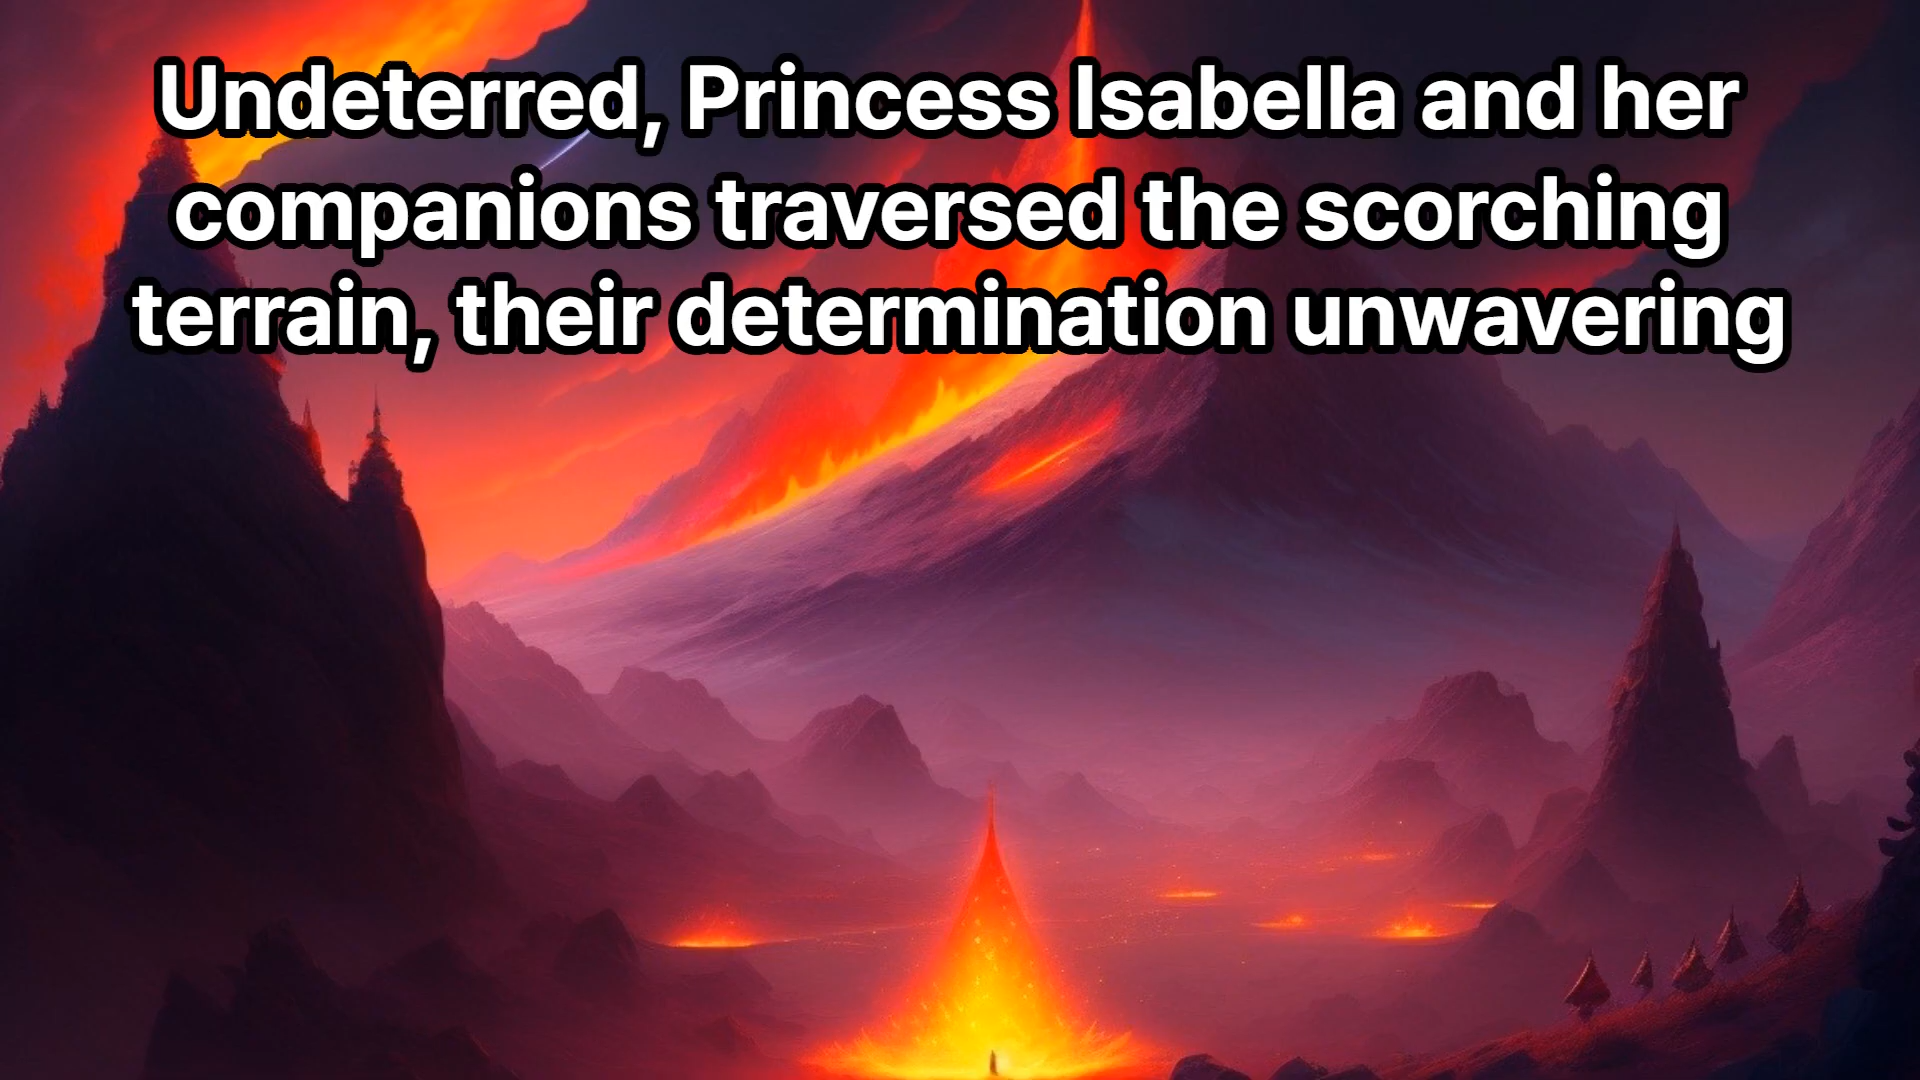 Undeterred, Princess Isabella and her
companions traversed the scorching
terrain, their determination unwavering